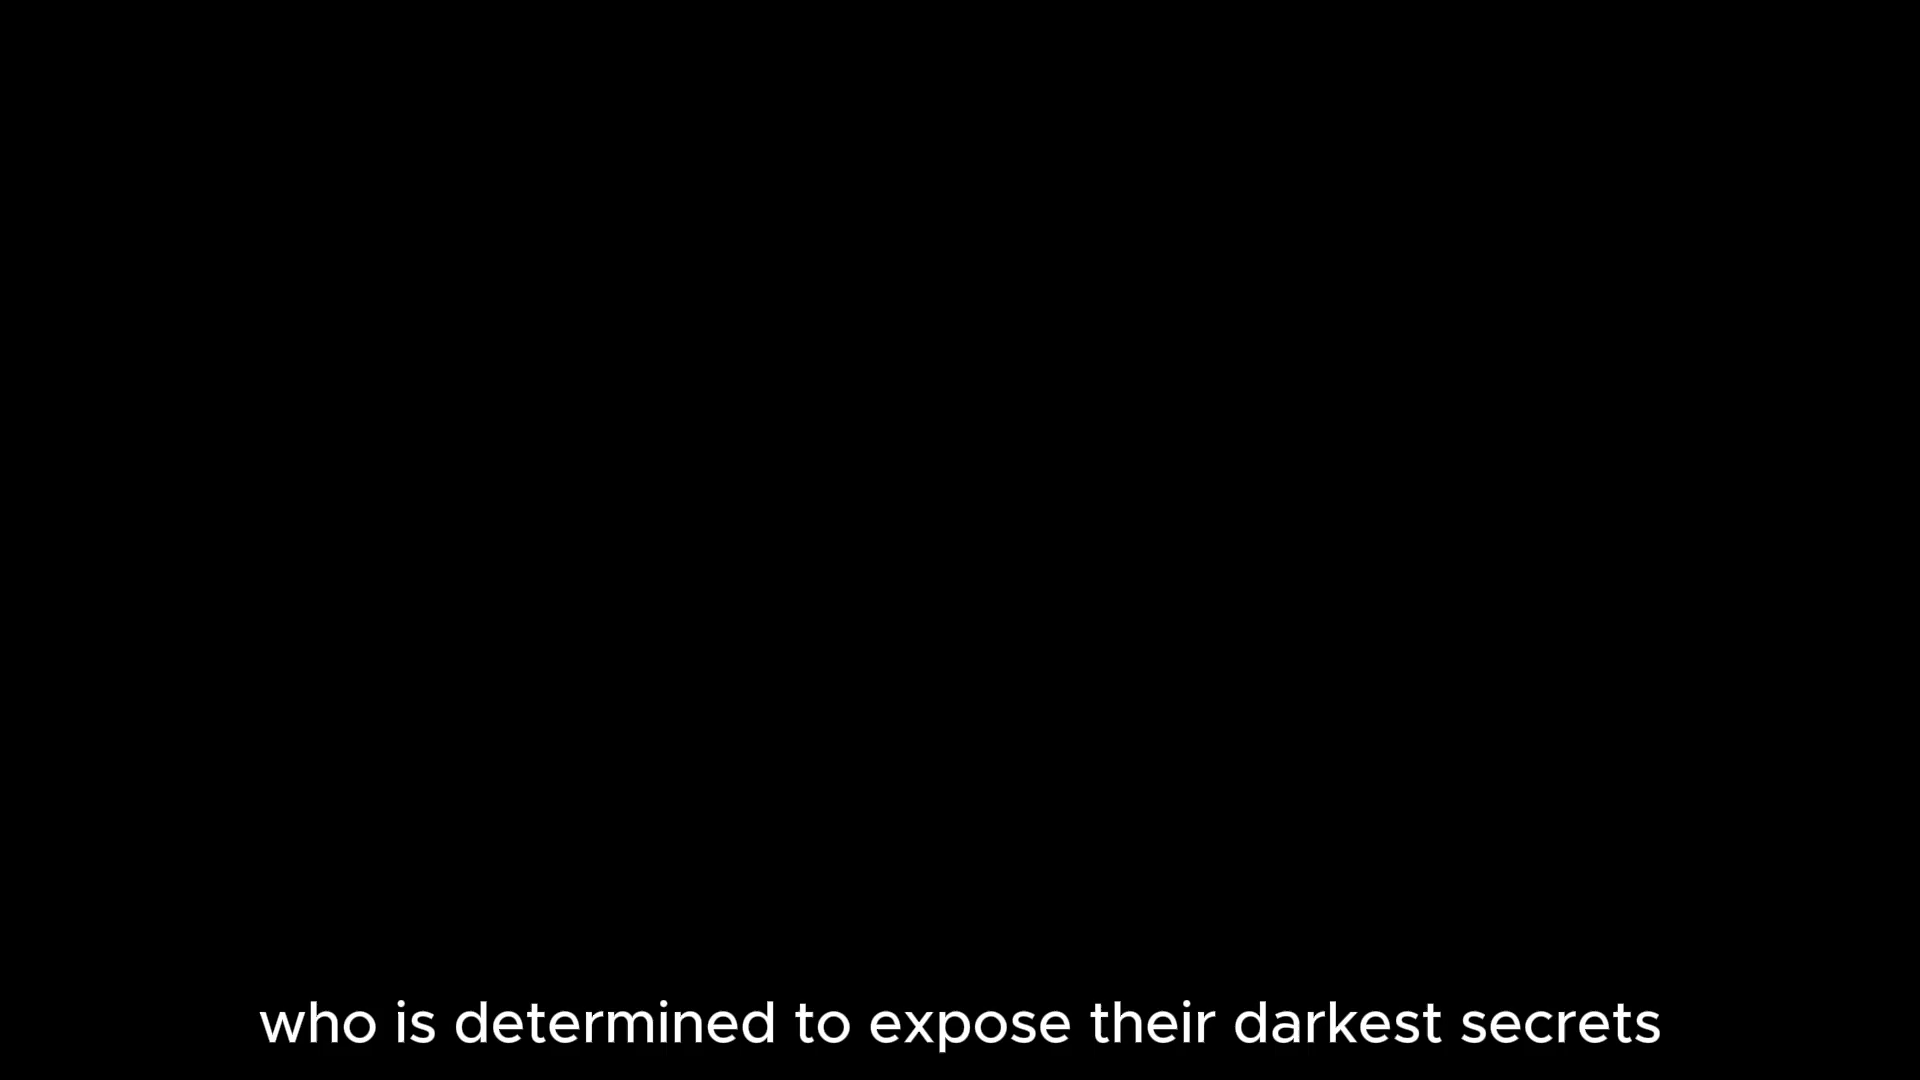 who is determined to expose their darkest secrets